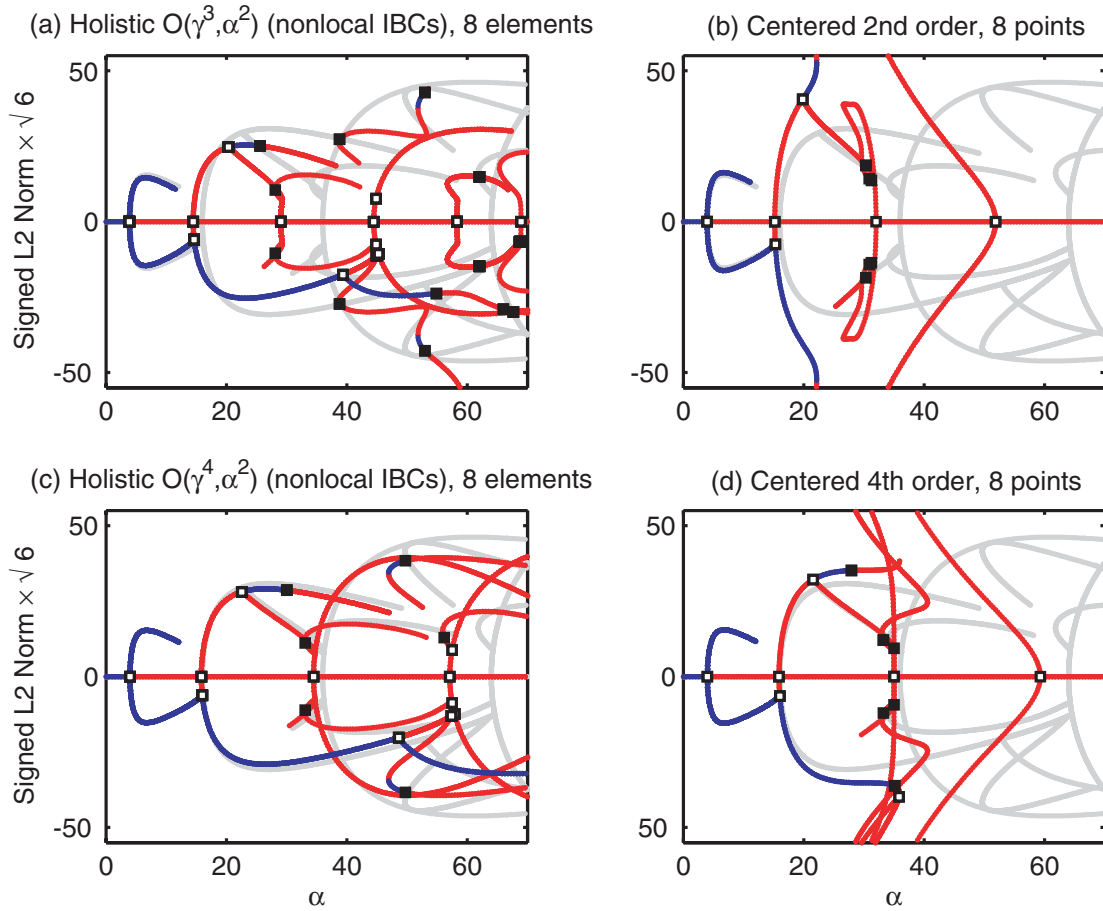 (a) Holistic O(γ³,α²) (nonlocal IBCs), 8 elements
(b) Centered 2nd order, 8 points
Signed L2 Norm × √ 6
50
0
-50
0 20 40 60
50
0
-50
0 20 40 60
(c) Holistic O(γ⁴,α²) (nonlocal IBCs), 8 elements
(d) Centered 4th order, 8 points
Signed L2 Norm × √ 6
50
0
-50
0 20 40 60
α
50
0
50
0 20 40 60
α